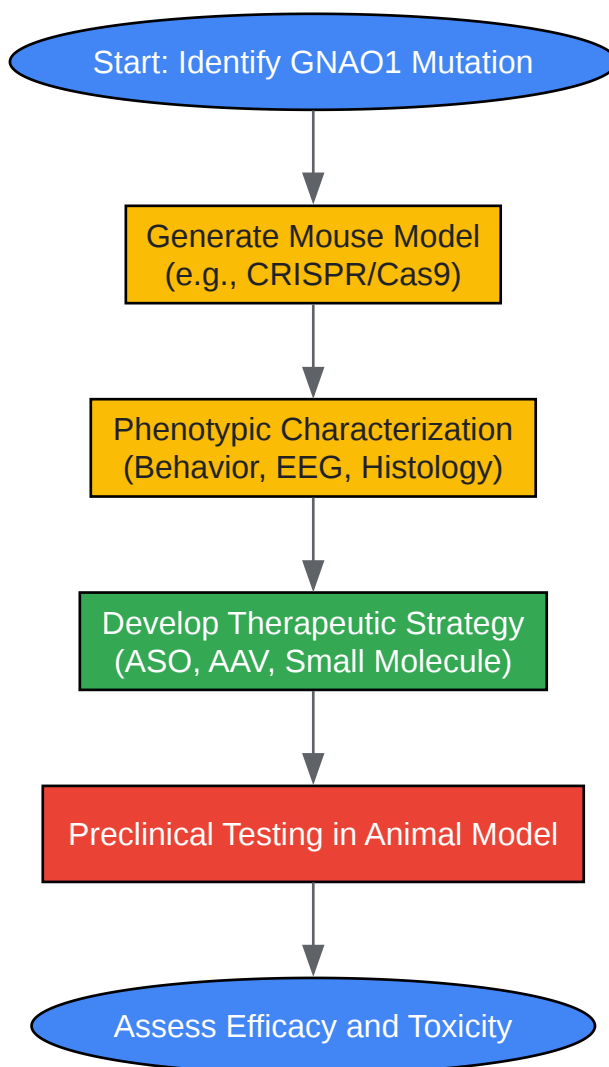 Start: Identify GNAO1 Mutation
Generate Mouse Model
(e.g., CRISPR/Cas9)
Phenotypic Characterization
(Behavior, EEG, Histology)
Develop Therapeutic Strategy
(ASO, AAV, Small Molecule)
Preclinical Testing in Animal Model
Assess Efficacy and Toxicity